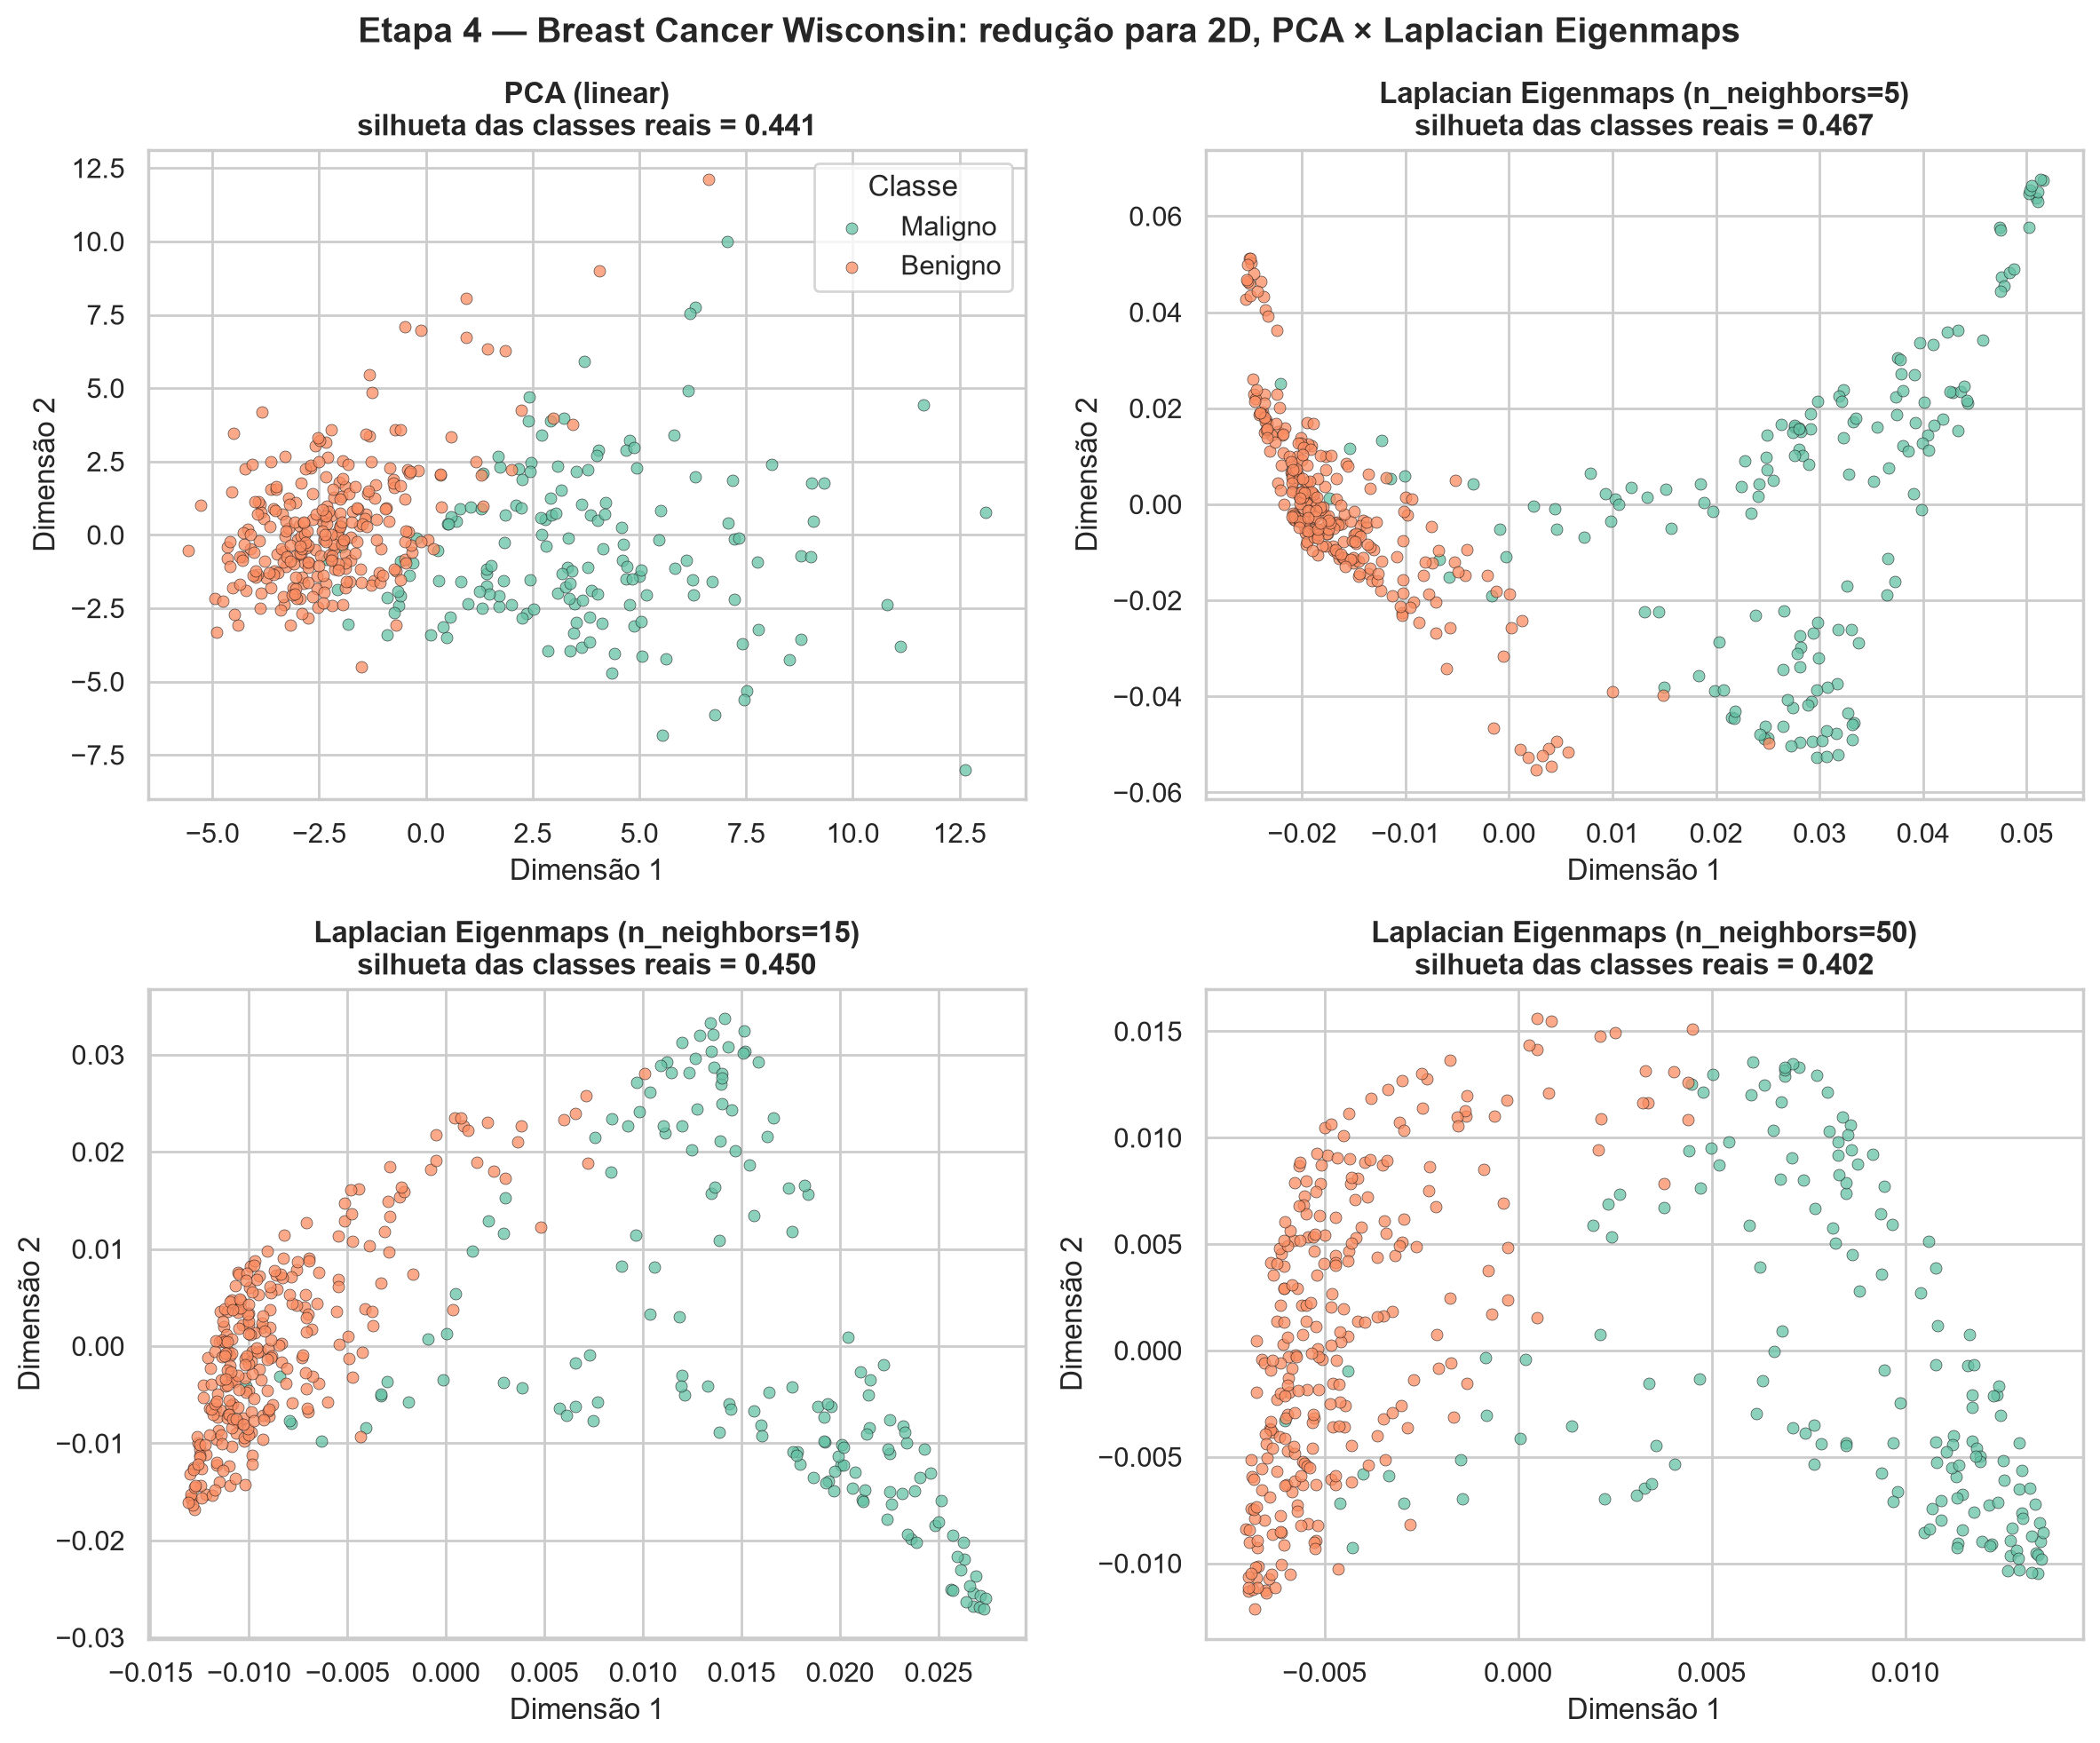 Etapa 4 — Breast Cancer Wisconsin: redução para 2D, PCA × Laplacian Eigenmaps
PCA (linear)
silhueta das classes reais = 0.441
Classe
Maligno
Benigno
12.5
10.0
7.5
5.0
2.5
0.0
−2.5
−5.0
−7.5
Dimensão 2
−5.0 −2.5 0.0 2.5 5.0 7.5 10.0 12.5
Dimensão 1
Laplacian Eigenmaps (n_neighbors=5)
silhueta das classes reais = 0.467
0.06
0.04
0.02
0.00
−0.02
−0.04
−0.06
Dimensão 2
−0.02 −0.01 0.00 0.01 0.02 0.03 0.04 0.05
Dimensão 1
Laplacian Eigenmaps (n_neighbors=15)
silhueta das classes reais = 0.450
0.03
0.02
0.01
0.00
−0.01
−0.02
−0.03
Dimensão 2
−0.015 −0.010 −0.005 0.000 0.005 0.010 0.015 0.020 0.025
Dimensão 1
Laplacian Eigenmaps (n_neighbors=50)
silhueta das classes reais = 0.402
0.015
0.010
0.005
0.000
−0.005
−0.010
Dimensão 2
−0.005 0.000 0.005 0.010
Dimensão 1